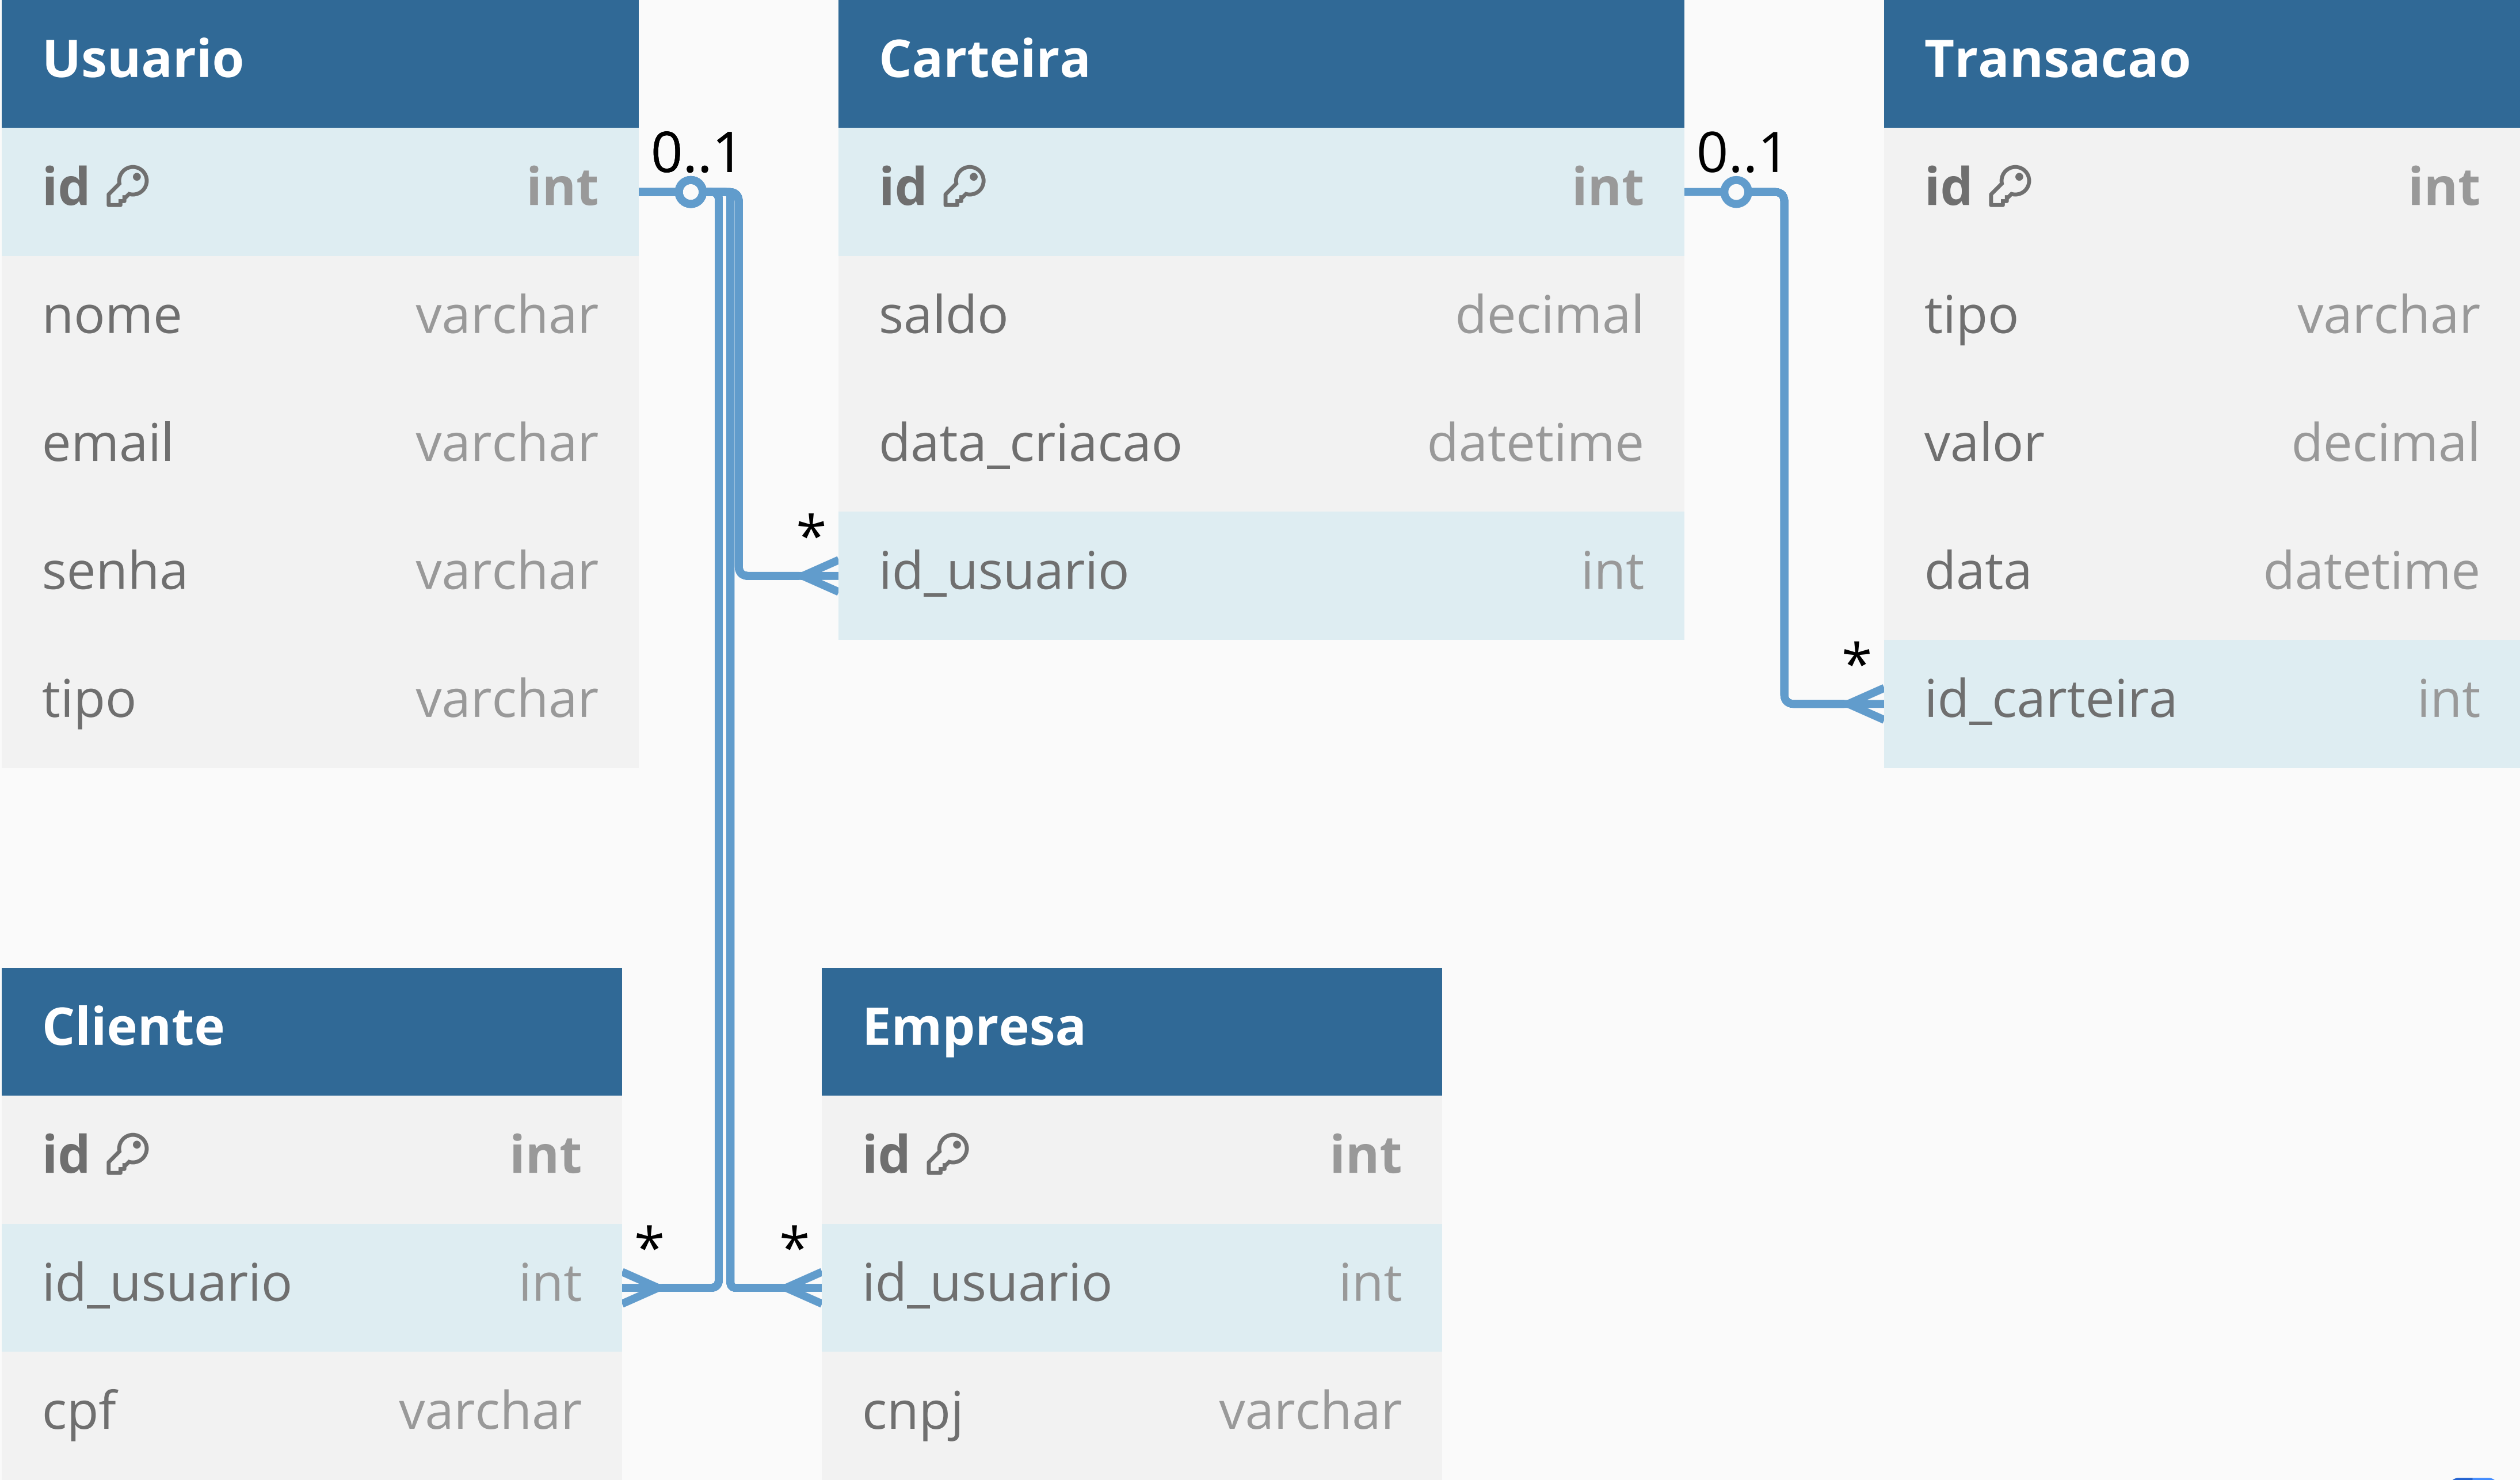 Usuario
id int
nome varchar
email varchar
senha varchar
tipo varchar
0..1
*
Carteira
id int
saldo decimal
data_criacao datetime
id_usuario int
0..1
*
Transacao
id int
tipo varchar
valor decimal
data datetime
id_carteira int
Cliente
id int
id_usuario int
cpf varchar
*
*
Empresa
id int
id_usuario int
cnpj varchar